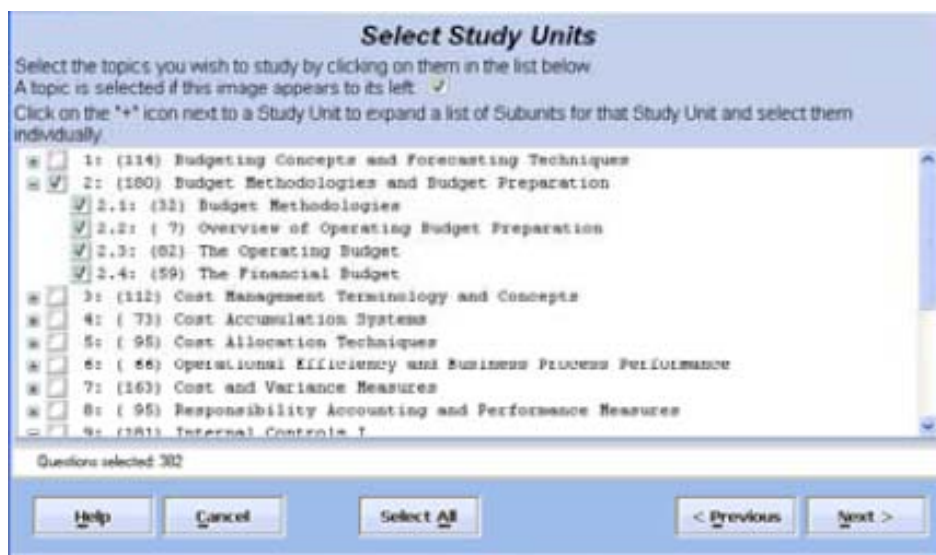 Select Study Units
Select the topics you wish to study by clicking on them in the list below.
A topic is selected if this image appears to its left
Click on the "+" icon next to a Study Unit to expand a list of Subunits for that Study Unit and select them
individually.
1: (114) Budgeting Concepts and Forecasting Techniques
2: (180) Budget Methodologies and Budget Preparation
2.1: (32) Budget Methodologies
2.2: ( 7) Overview of Operating Budget Preparation
2.3: (82) The Operating Budget
2.4: (59) The Financial Budget
3: (112) Cost Management Terminology and Concepts
4: ( 73) Cost Accumulation Systems
5: ( 95) Cost Allocation Techniques
6: ( 66) Operational Efficiency and Business Process Performance
7: (163) Cost and Variance Measures
8: ( 95) Responsibility Accounting and Performance Measures
9: (181) Internal Controls I
Questions selected: 382
Help Cancel Select All < Previous Next >